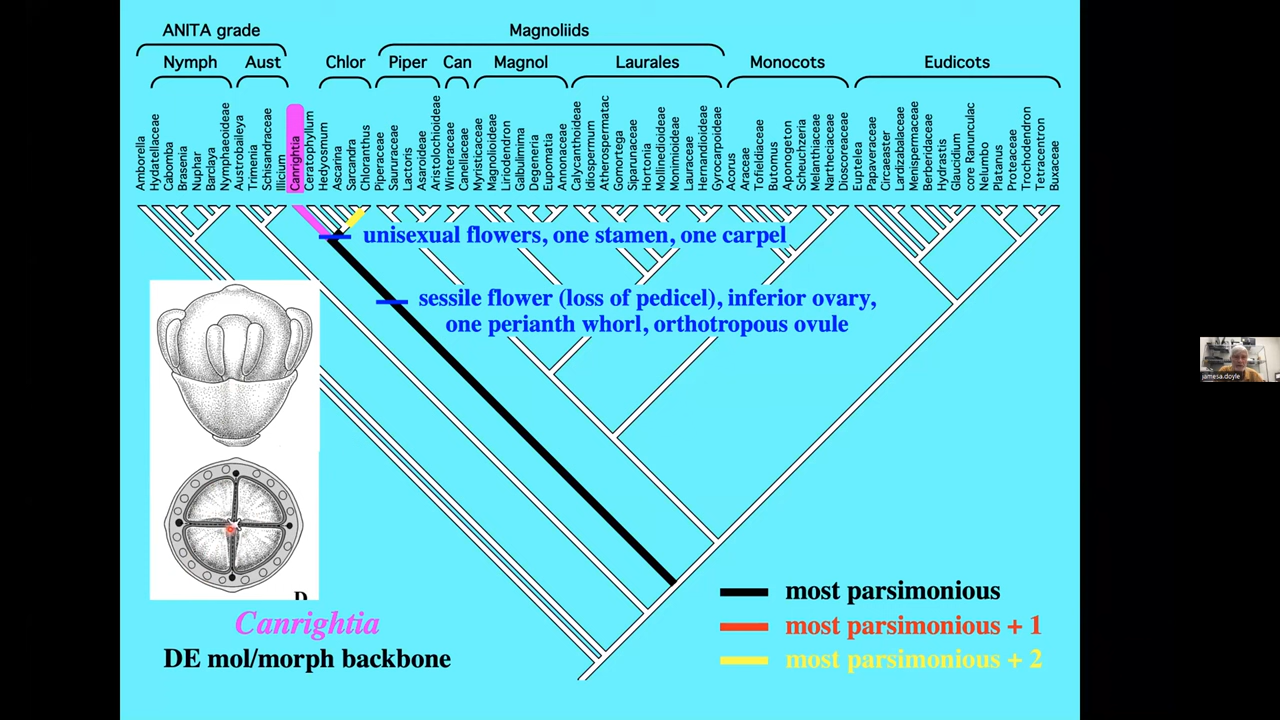 ANITA grade
Magnoliids
Nymph
Aust
Chlor
Piper
Can
Magnol
Laurales
Monocots
Eudicots
Amborella
Hydatellaceae
Cabomba
Brasenia
Nuphar
Barclaya
Nymphaeoideae
Austrobaileya
Trimenia
Schisandraceae
Illicium
Canrightia
Ceratophyllum
Hedyosmum
Ascarina
Sarcandra
Chloranthus
Piperaceae
Saururaceae
Lactoris
Asaroideae
Aristolochioideae
Winteraceae
Canellaceae
Myristicaceae
Magnolioideae
Liriodendron
Galbulimima
Degeneria
Eupomatia
Annonaceae
Calycanthoideae
Idiospermum
Atherospermatac
Gomortega
Siparunaceae
Hortonia
Mollinedioideae
Monimioideae
Lauraceae
Hernandioideae
Gyrocarpoideae
Acorus
Araceae
Tofieldiaceae
Butomus
Aponogeton
Scheuchzeria
Melanthiaceae
Nartheciaceae
Dioscoreaceae
Euptelea
Papaveraceae
Circaeaster
Lardizabalaceae
Menispermaceae
Berberidaceae
Hydrastis
Glaucidium
core Ranunculac
Nelumbo
Platanus
Proteaceae
Trochodendron
Tetracentron
Buxaceae
unisexual flowers, one stamen, one carpel
sessile flower (loss of pedicel), inferior ovary,
one perianth whorl, orthotropous ovule
Canrightia
DE mol/morph backbone
most parsimonious
most parsimonious + 1
most parsimonious + 2
jamesa.doyle